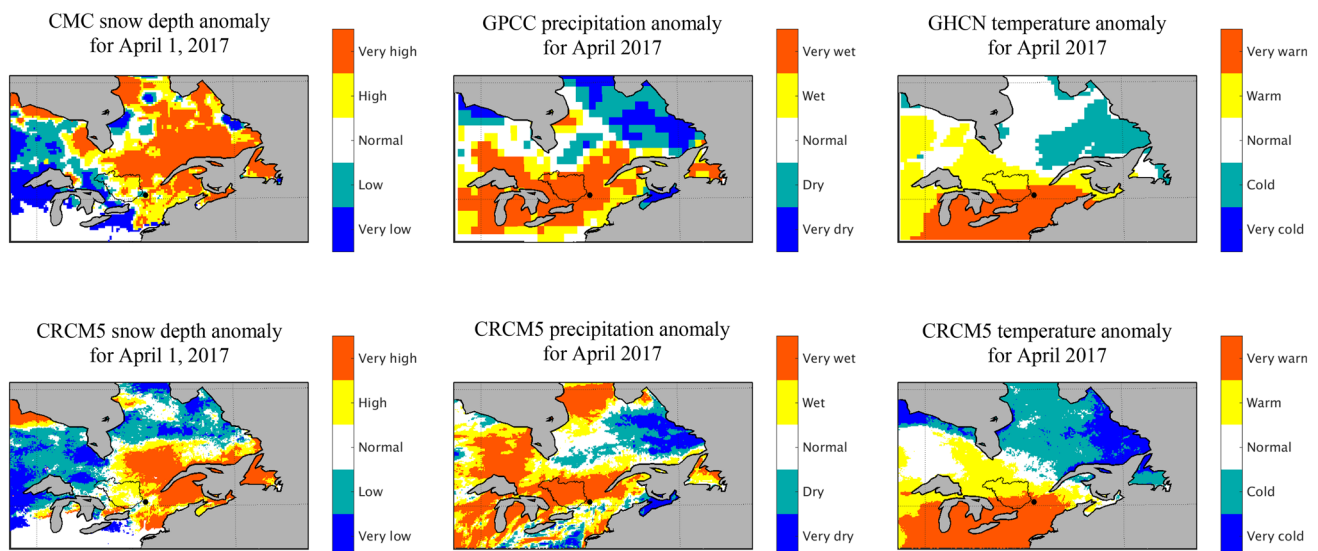 CMC snow depth anomaly
for April 1, 2017
Very high
High
Normal
Low
Very low
GPCC precipitation anomaly
for April 2017
Very wet
Wet
Normal
Dry
Very dry
GHCN temperature anomaly
for April 2017
Very warn
Warm
Normal
Cold
Very cold
CRCM5 snow depth anomaly
for April 1, 2017
Very high
High
Normal
Low
Very low
CRCM5 precipitation anomaly
for April 2017
Very wet
Wet
Normal
Dry
Very dry
CRCM5 temperature anomaly
for April 2017
Very warn
Warm
Normal
Cold
Very cold